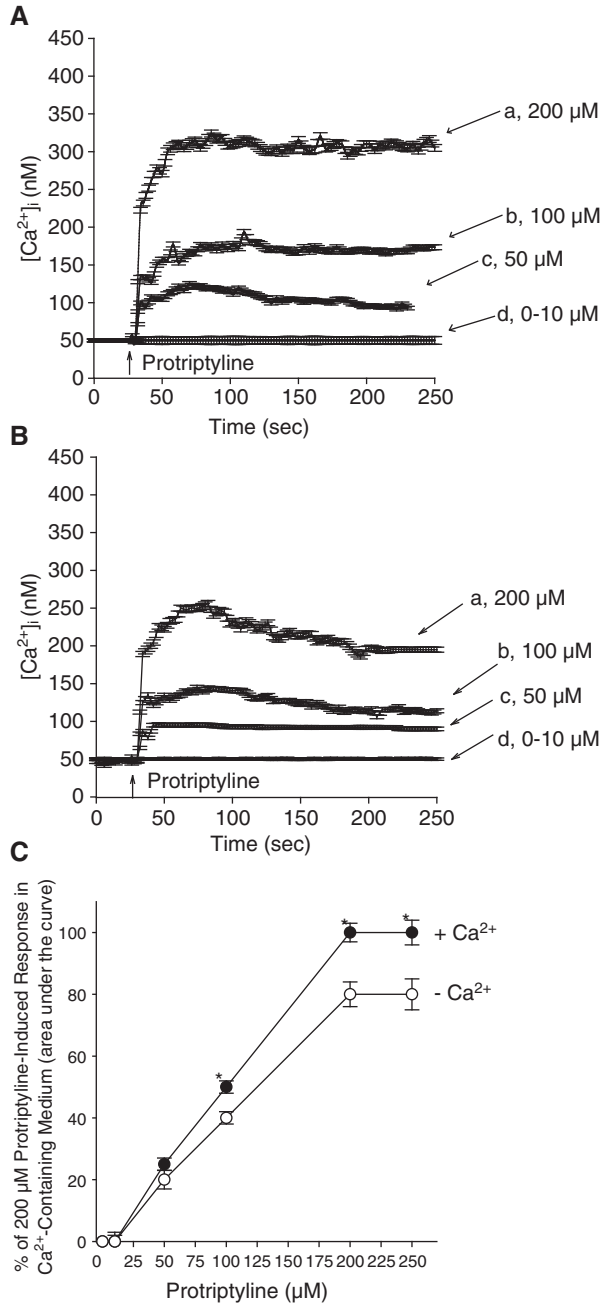 A
450
400
350
300
250
200
150
100
50
0
[Ca²⁺]i (nM)
a, 200 µM
b, 100 µM
c, 50 µM
d, 0-10 µM
Protriptyline
0 50 100 150 200 250
Time (sec)
B
450
400
350
300
250
200
150
100
50
0
[Ca²⁺]i (nM)
a, 200 µM
b, 100 µM
c, 50 µM
d, 0-10 µM
Protriptyline
0 50 100 150 200 250
Time (sec)
C
% of 200 µM Protriptyline-Induced Response in
Ca²⁺-Containing Medium (area under the curve)
100
80
60
40
20
0
* * *
+ Ca²⁺
- Ca²⁺
0 25 50 75 100 125 150 175 200 225 250
Protriptyline (µM)